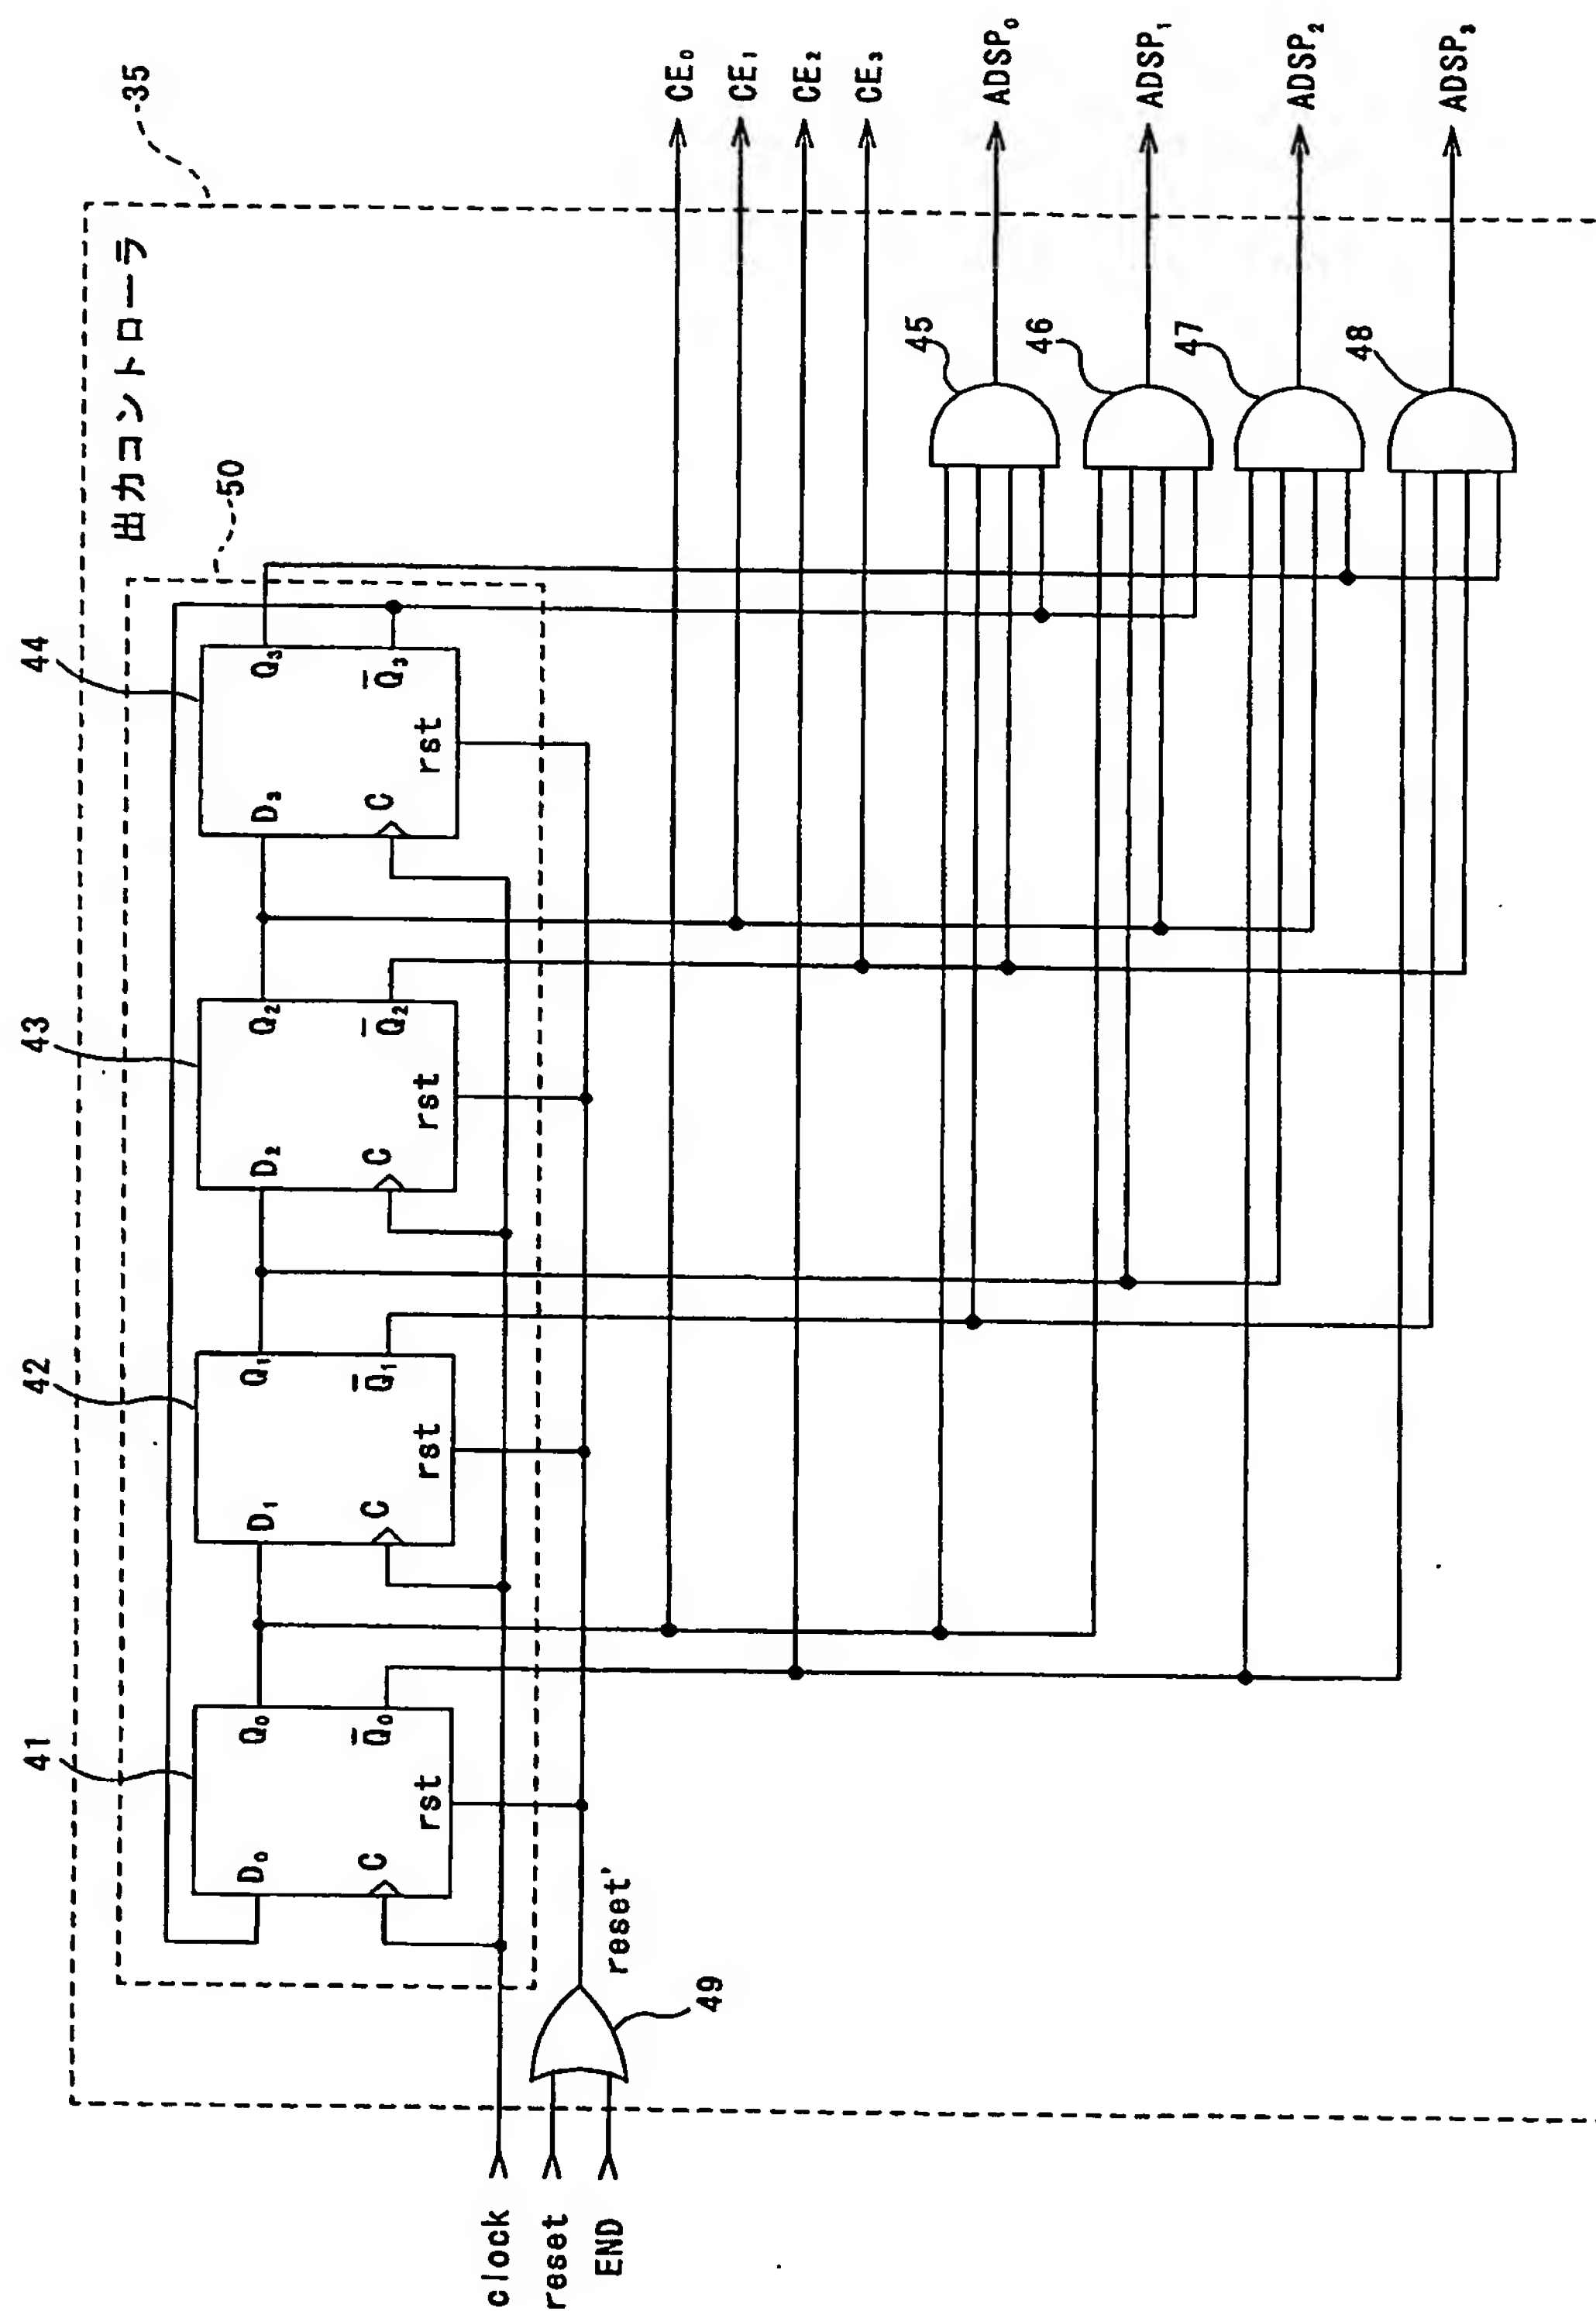 35
出力コントローラ
50
41
42
43
44
D₀
Q₀
C
Q̄₀
rst
D₁
Q₁
C
Q̄₁
rst
D₂
Q₂
C
Q̄₂
rst
D₃
Q₃
C
Q̄₃
rst
clock
reset
END
49
reset'
CE₀
CE₁
CE₂
CE₃
45
ADSP₀
46
ADSP₁
47
ADSP₂
48
ADSP₃